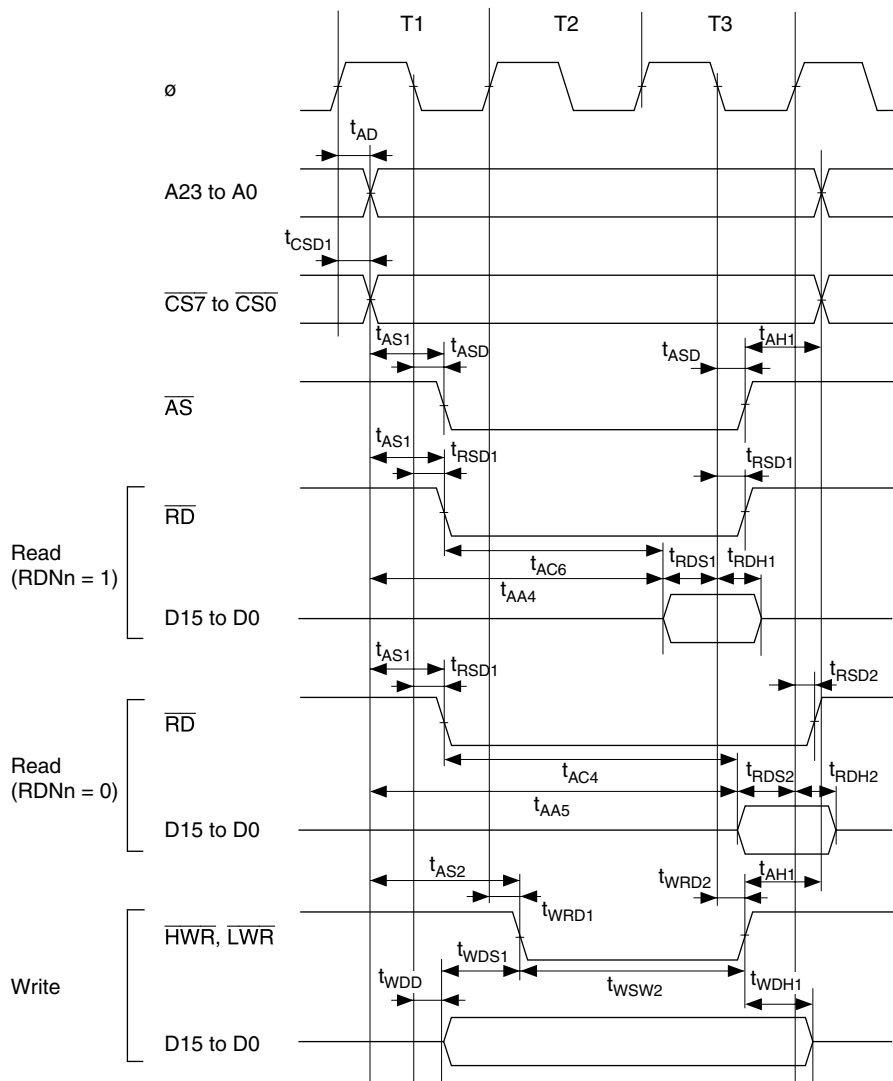 T1 T2 T3
ø
tAD
A23 to A0
tCSD1
CS7 to CS0
tAS1 tASD tASD tAH1
AS
tAS1 tRSD1 tRSD1
Read
(RDNn = 1)
RD
tAC6 tRDS1 tRDH1
tAA4
D15 to D0
tAS1 tRSD1 tRSD2
Read
(RDNn = 0)
RD
tAC4 tRDS2 tRDH2
tAA5
D15 to D0
tAS2 tWRD2 tAH1
tWRD1
HWR, LWR
Write
tWDD tWDS1 tWSW2 tWDH1
D15 to D0